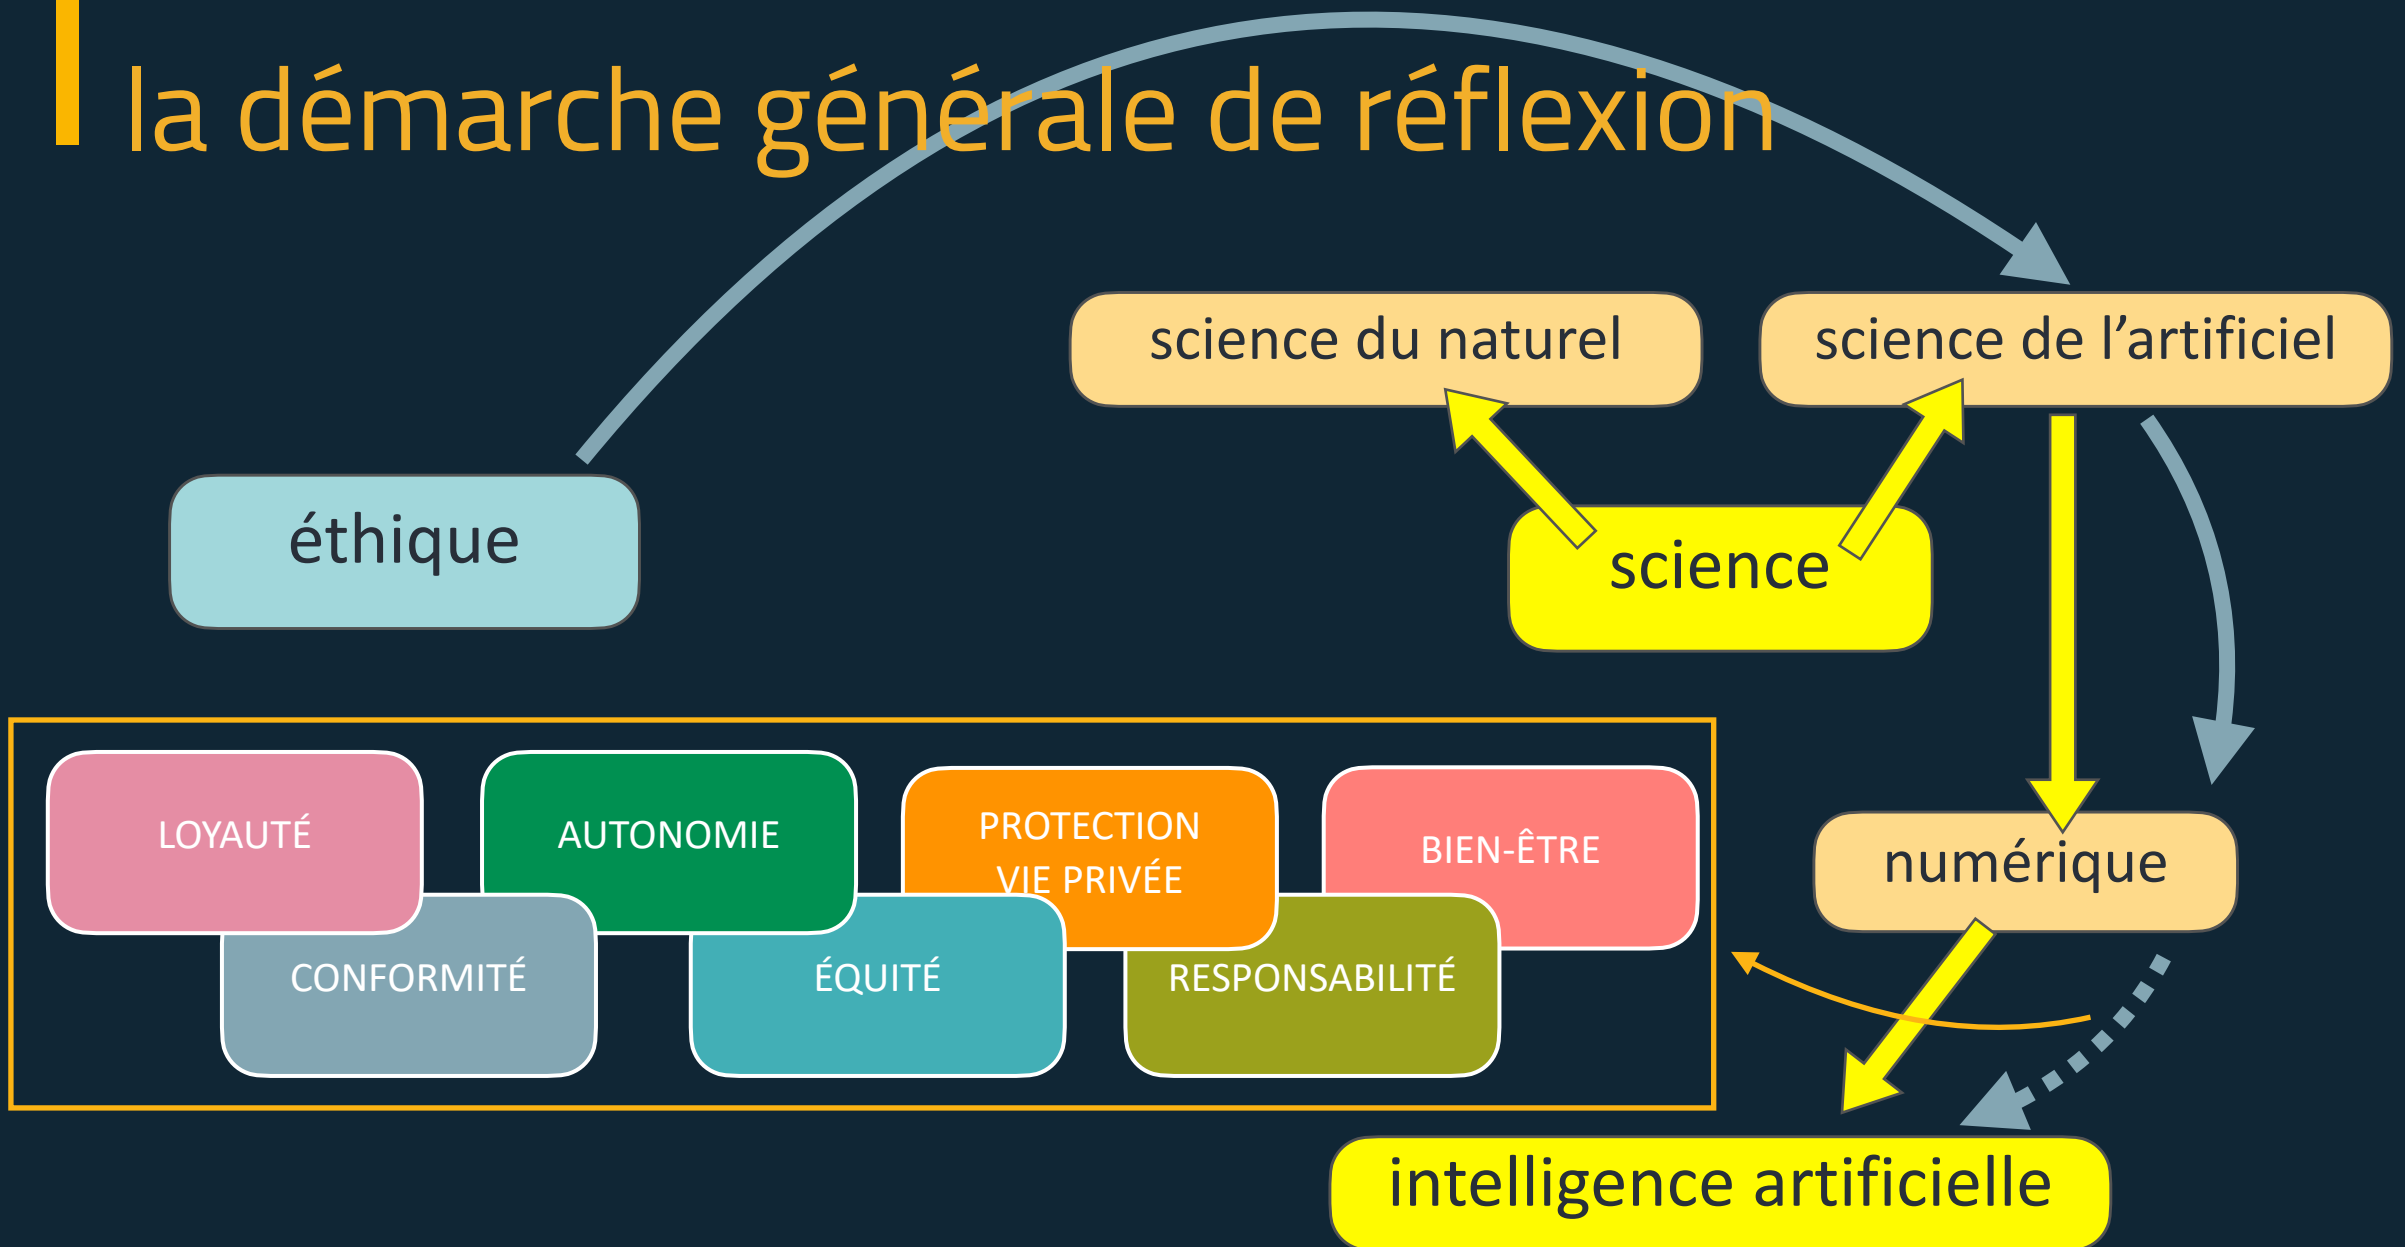 la démarche générale de réflexion
science du naturel
science de l’artificiel
éthique
science
LOYAUTÉ
AUTONOMIE
PROTECTION
VIE PRIVÉE
BIEN-ÊTRE
numérique
CONFORMITÉ
ÉQUITÉ
RESPONSABILITÉ
intelligence artificielle